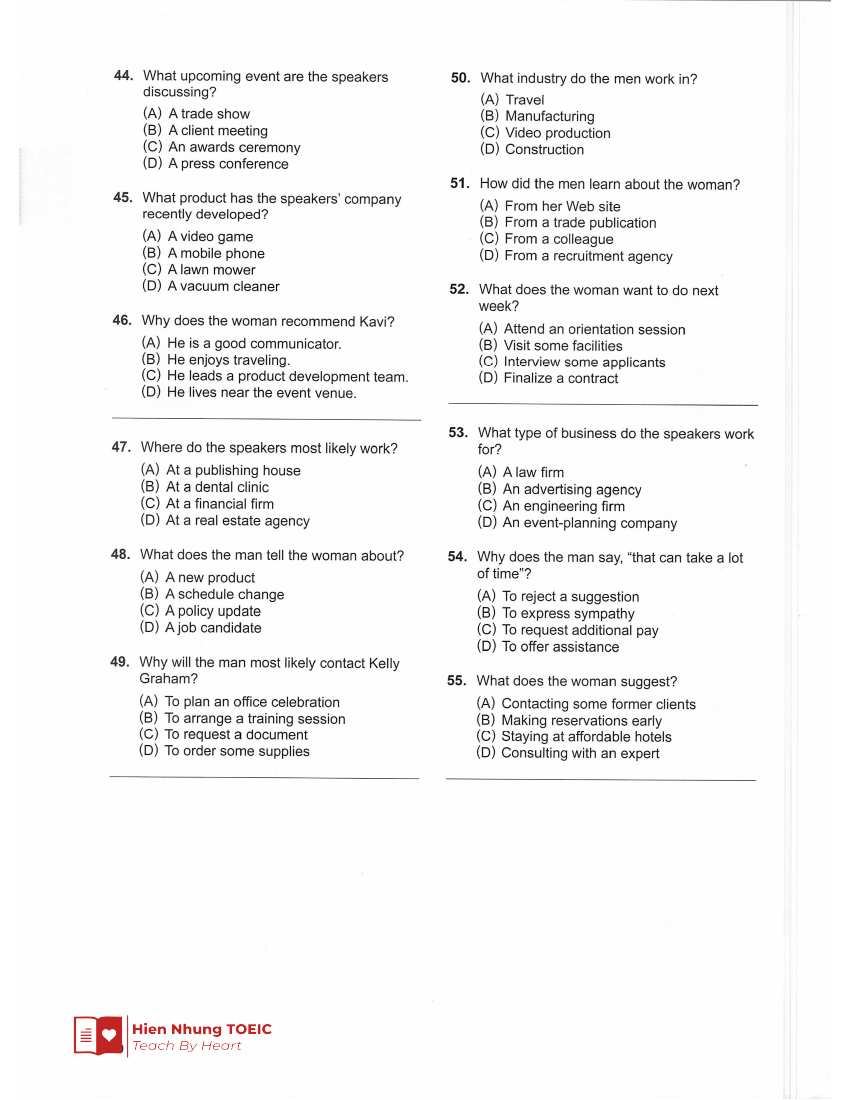 44. What upcoming event are the speakers
discussing?
(A) A trade show
(B) A client meeting
(C) An awards ceremony
(D) A press conference
45. What product has the speakers' company
recently developed?
(A) A video game
(B) A mobile phone
(C) A lawn mower
(D) A vacuum cleaner
46. Why does the woman recommend Kavi?
(A) He is a good communicator.
(B) He enjoys traveling.
(C) He leads a product development team.
(D) He lives near the event venue.
47. Where do the speakers most likely work?
(A) At a publishing house
(B) At a dental clinic
(C) At a financial firm
(D) At a real estate agency
48. What does the man tell the woman about?
(A) A new product
(B) A schedule change
(C) A policy update
(D) A job candidate
49. Why will the man most likely contact Kelly
Graham?
(A) To plan an office celebration
(B) To arrange a training session
(C) To request a document
(D) To order some supplies
50. What industry do the men work in?
(A) Travel
(B) Manufacturing
(C) Video production
(D) Construction
51. How did the men learn about the woman?
(A) From her Web site
(B) From a trade publication
(C) From a colleague
(D) From a recruitment agency
52. What does the woman want to do next
week?
(A) Attend an orientation session
(B) Visit some facilities
(C) Interview some applicants
(D) Finalize a contract
53. What type of business do the speakers work
for?
(A) A law firm
(B) An advertising agency
(C) An engineering firm
(D) An event-planning company
54. Why does the man say, “that can take a lot
of time”?
(A) To reject a suggestion
(B) To express sympathy
(C) To request additional pay
(D) To offer assistance
55. What does the woman suggest?
(A) Contacting some former clients
(B) Making reservations early
(C) Staying at affordable hotels
(D) Consulting with an expert
Hien Nhung TOEIC
Teach By Heart